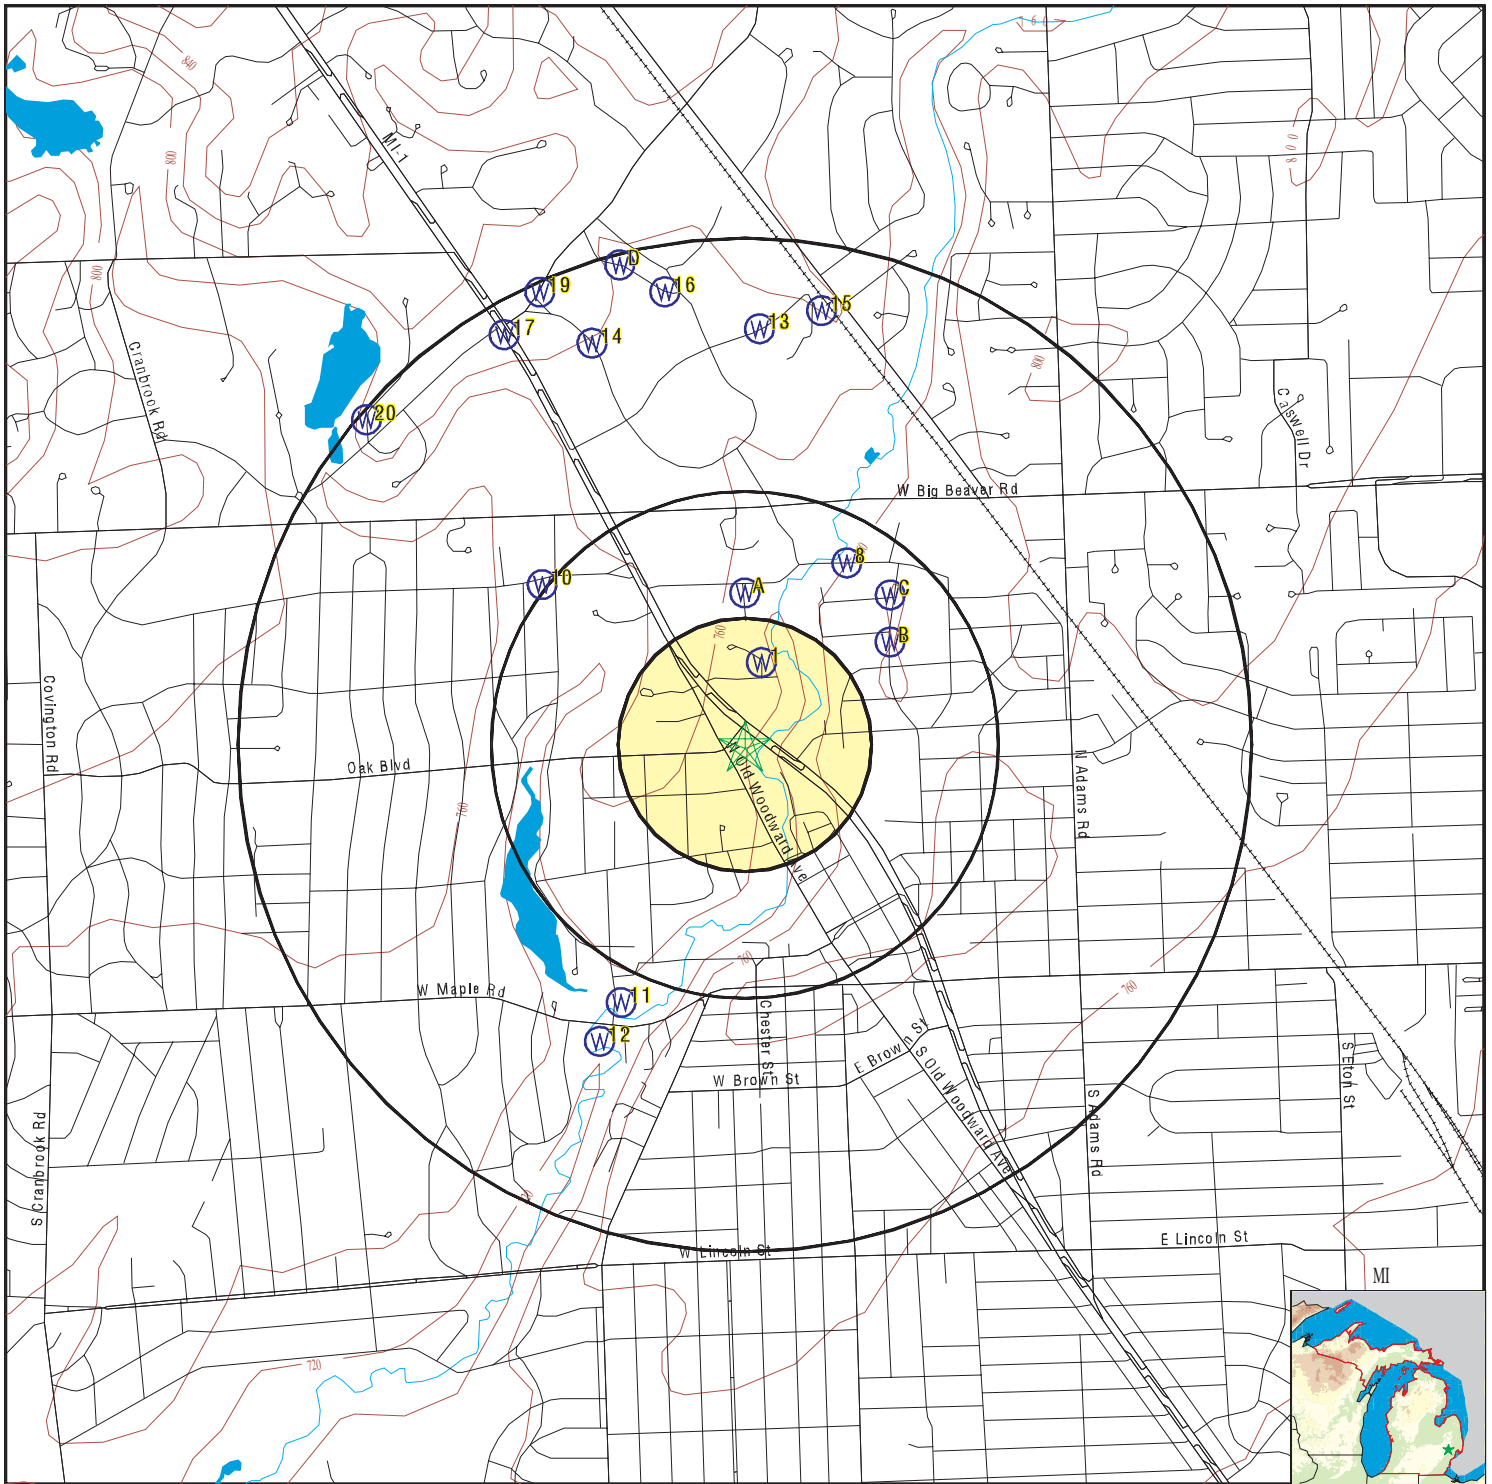 760
840
MI-1
800
800
800
W D
W 19
W 16
W 15
W 17
W 13
W 14
800
Cranbrook Rd
W 20
Caswell Dr
W Big Beaver Rd
W 8
W 10
W A
W C
760
W B
W 1
Covington Rd
Oak Blvd
W Old Woodward Ave
N Adams Rd
760
W Maple Rd
760
760
W 11
Chester St
W 12
E Brown St
S Old Woodward Ave
W Brown St
S Eton St
S Cranbrook Rd
S Adams Rd
W Lincoln St
E Lincoln St
MI
720